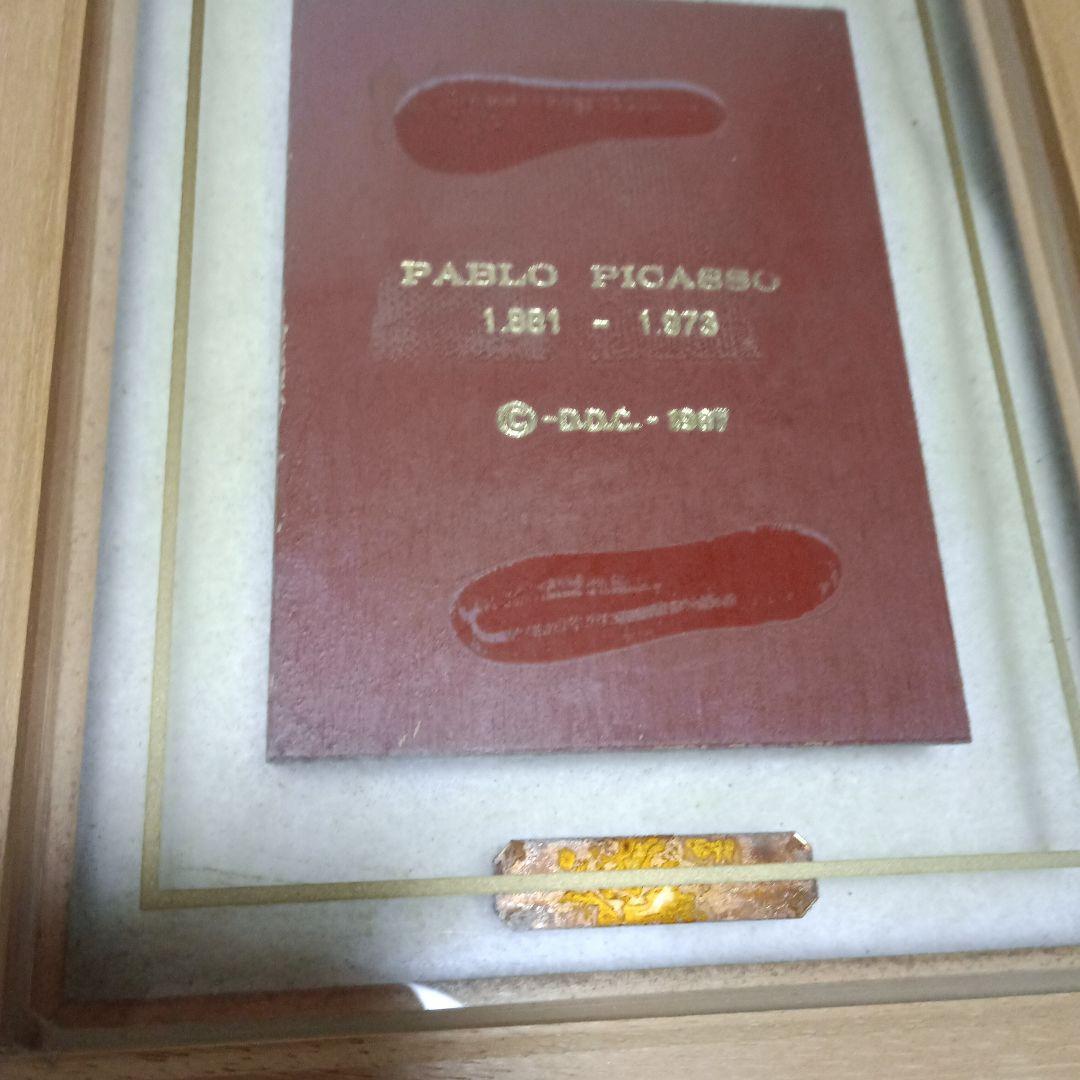 PABLO PICASSO
1.881 - 1.973
© -D.D.C.- 1987